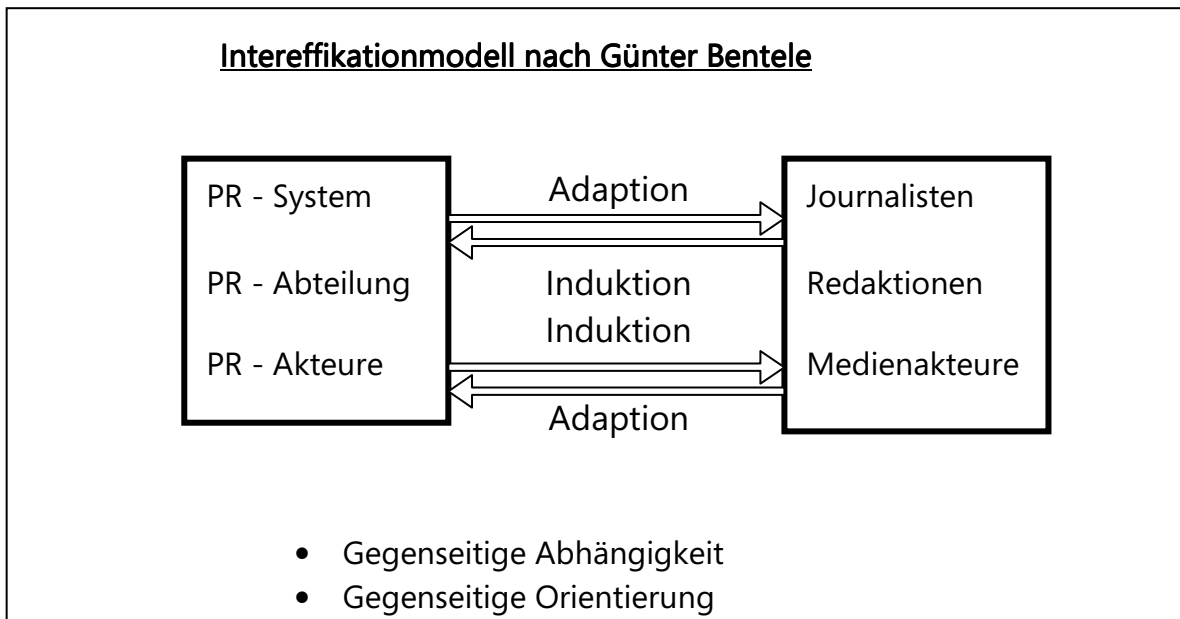 Intereffikationmodell nach Günter Bentele
PR - System
PR - Abteilung
PR - Akteure
Adaption
Induktion
Induktion
Adaption
Journalisten
Redaktionen
Medienakteure
• Gegenseitige Abhängigkeit
• Gegenseitige Orientierung